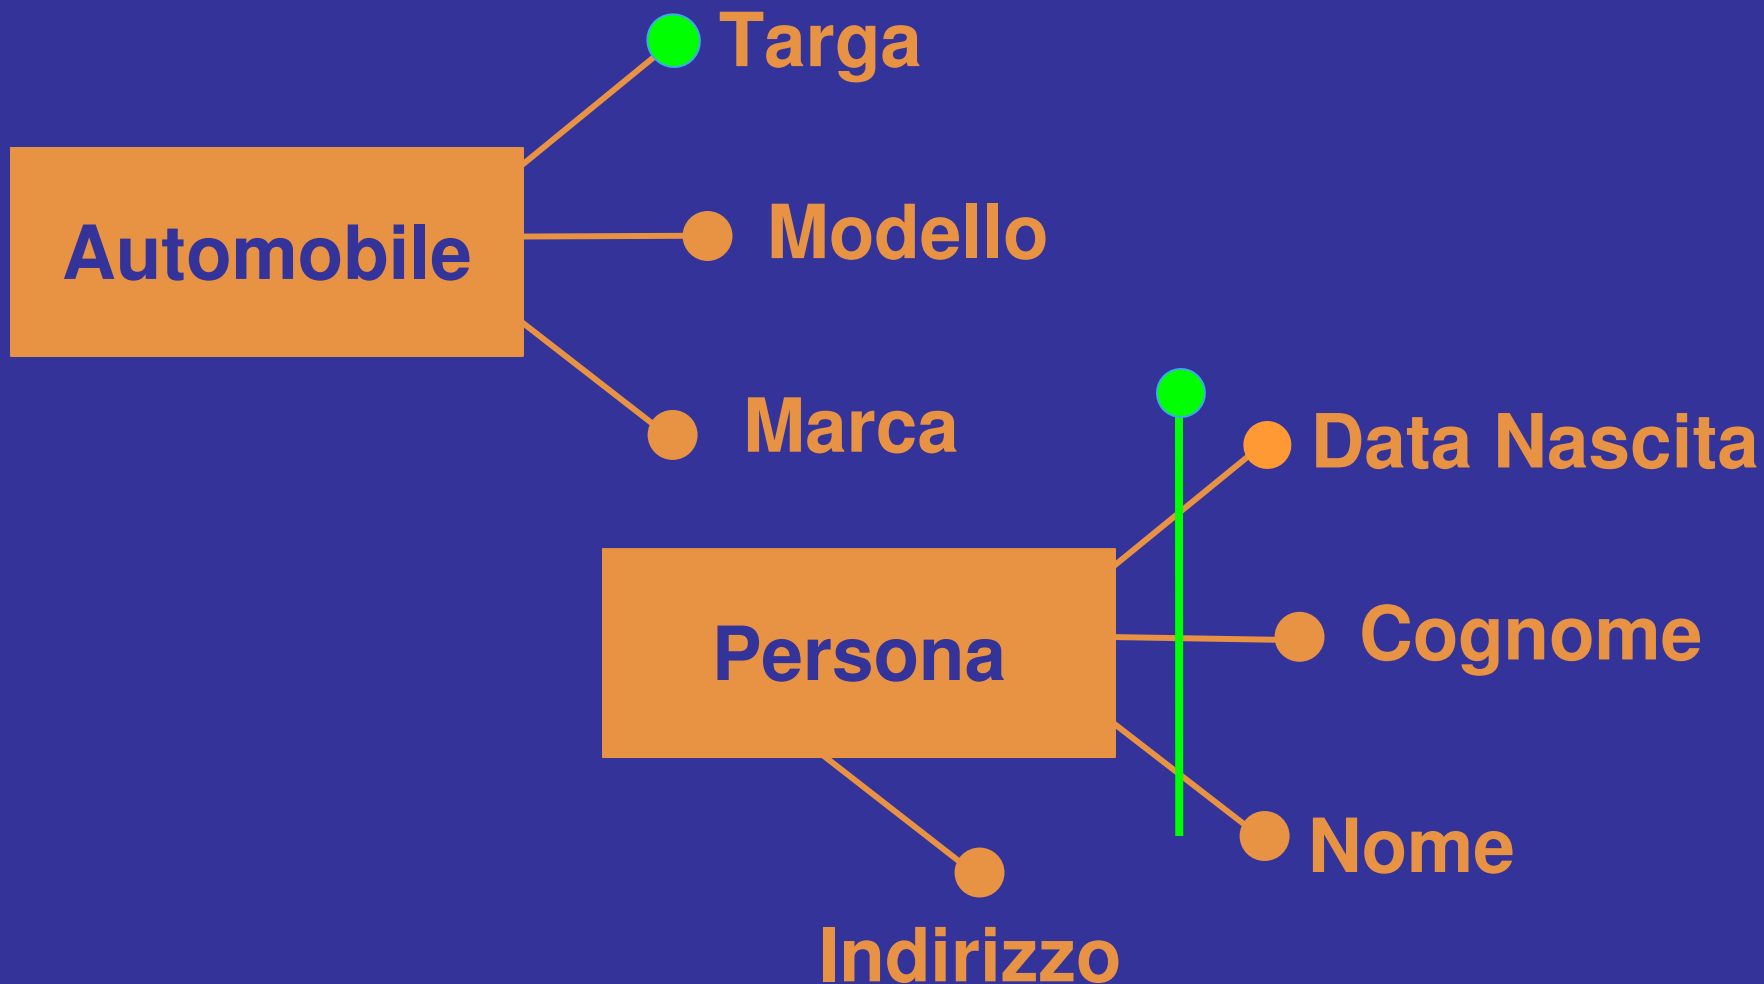 Targa
Automobile
Modello
Marca
Data Nascita
Persona
Cognome
Nome
Indirizzo